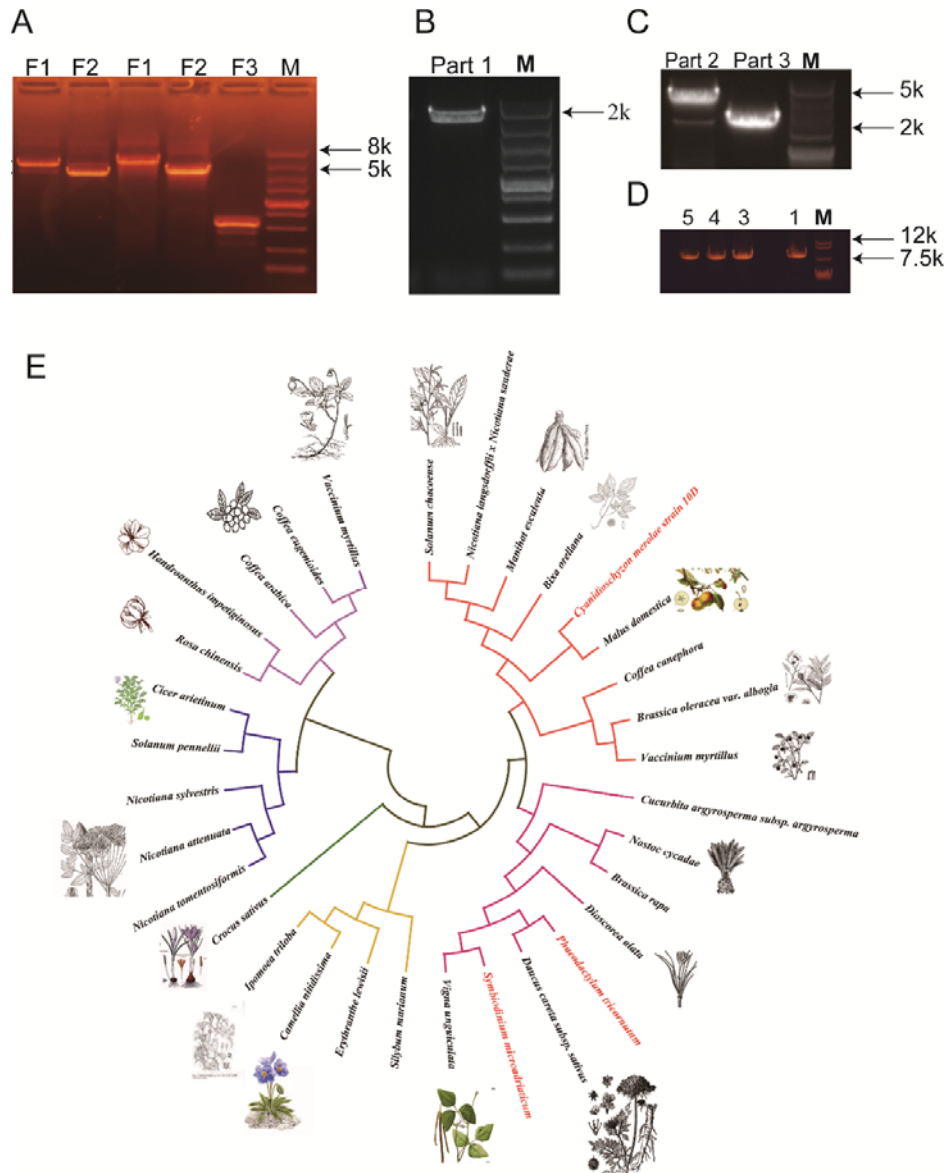 A
F1 F2 F1 F2 F3 M
8k
5k
B
Part 1 M
2k
C
Part 2 Part 3 M
5k
2k
D
5 4 3 1 M
12k
7.5k
E
Vaccinium myrtillus
Coffea eugenioides
Coffea arabica
Handroanthus impetiginosus
Rosa chinensis
Cicer arietinum
Solanum pennellii
Nicotiana sylvestris
Nicotiana attenuata
Nicotiana tomentosiformis
Crocus sativus
Ipomoea triloba
Camellia nitidissima
Erythranthe lewisii
Silybum marianum
Vigna unguiculata
Symbiodinium microadriaticum
Daucus carota subsp. sativus
Phaeodactylum tricornutum
Dioscorea alata
Brassica rapa
Nostoc cycadae
Cucurbita argyrosperma subsp. argyrosperma
Vaccinium myrtillus
Brassica oleracea var. albogla
Coffea canephora
Malus domestica
Cyanidioschyzon merolae strain 10D
Bixa orellana
Manihot esculenta
Nicotiana langsdorffii x Nicotiana sanderae
Solanum chacoense